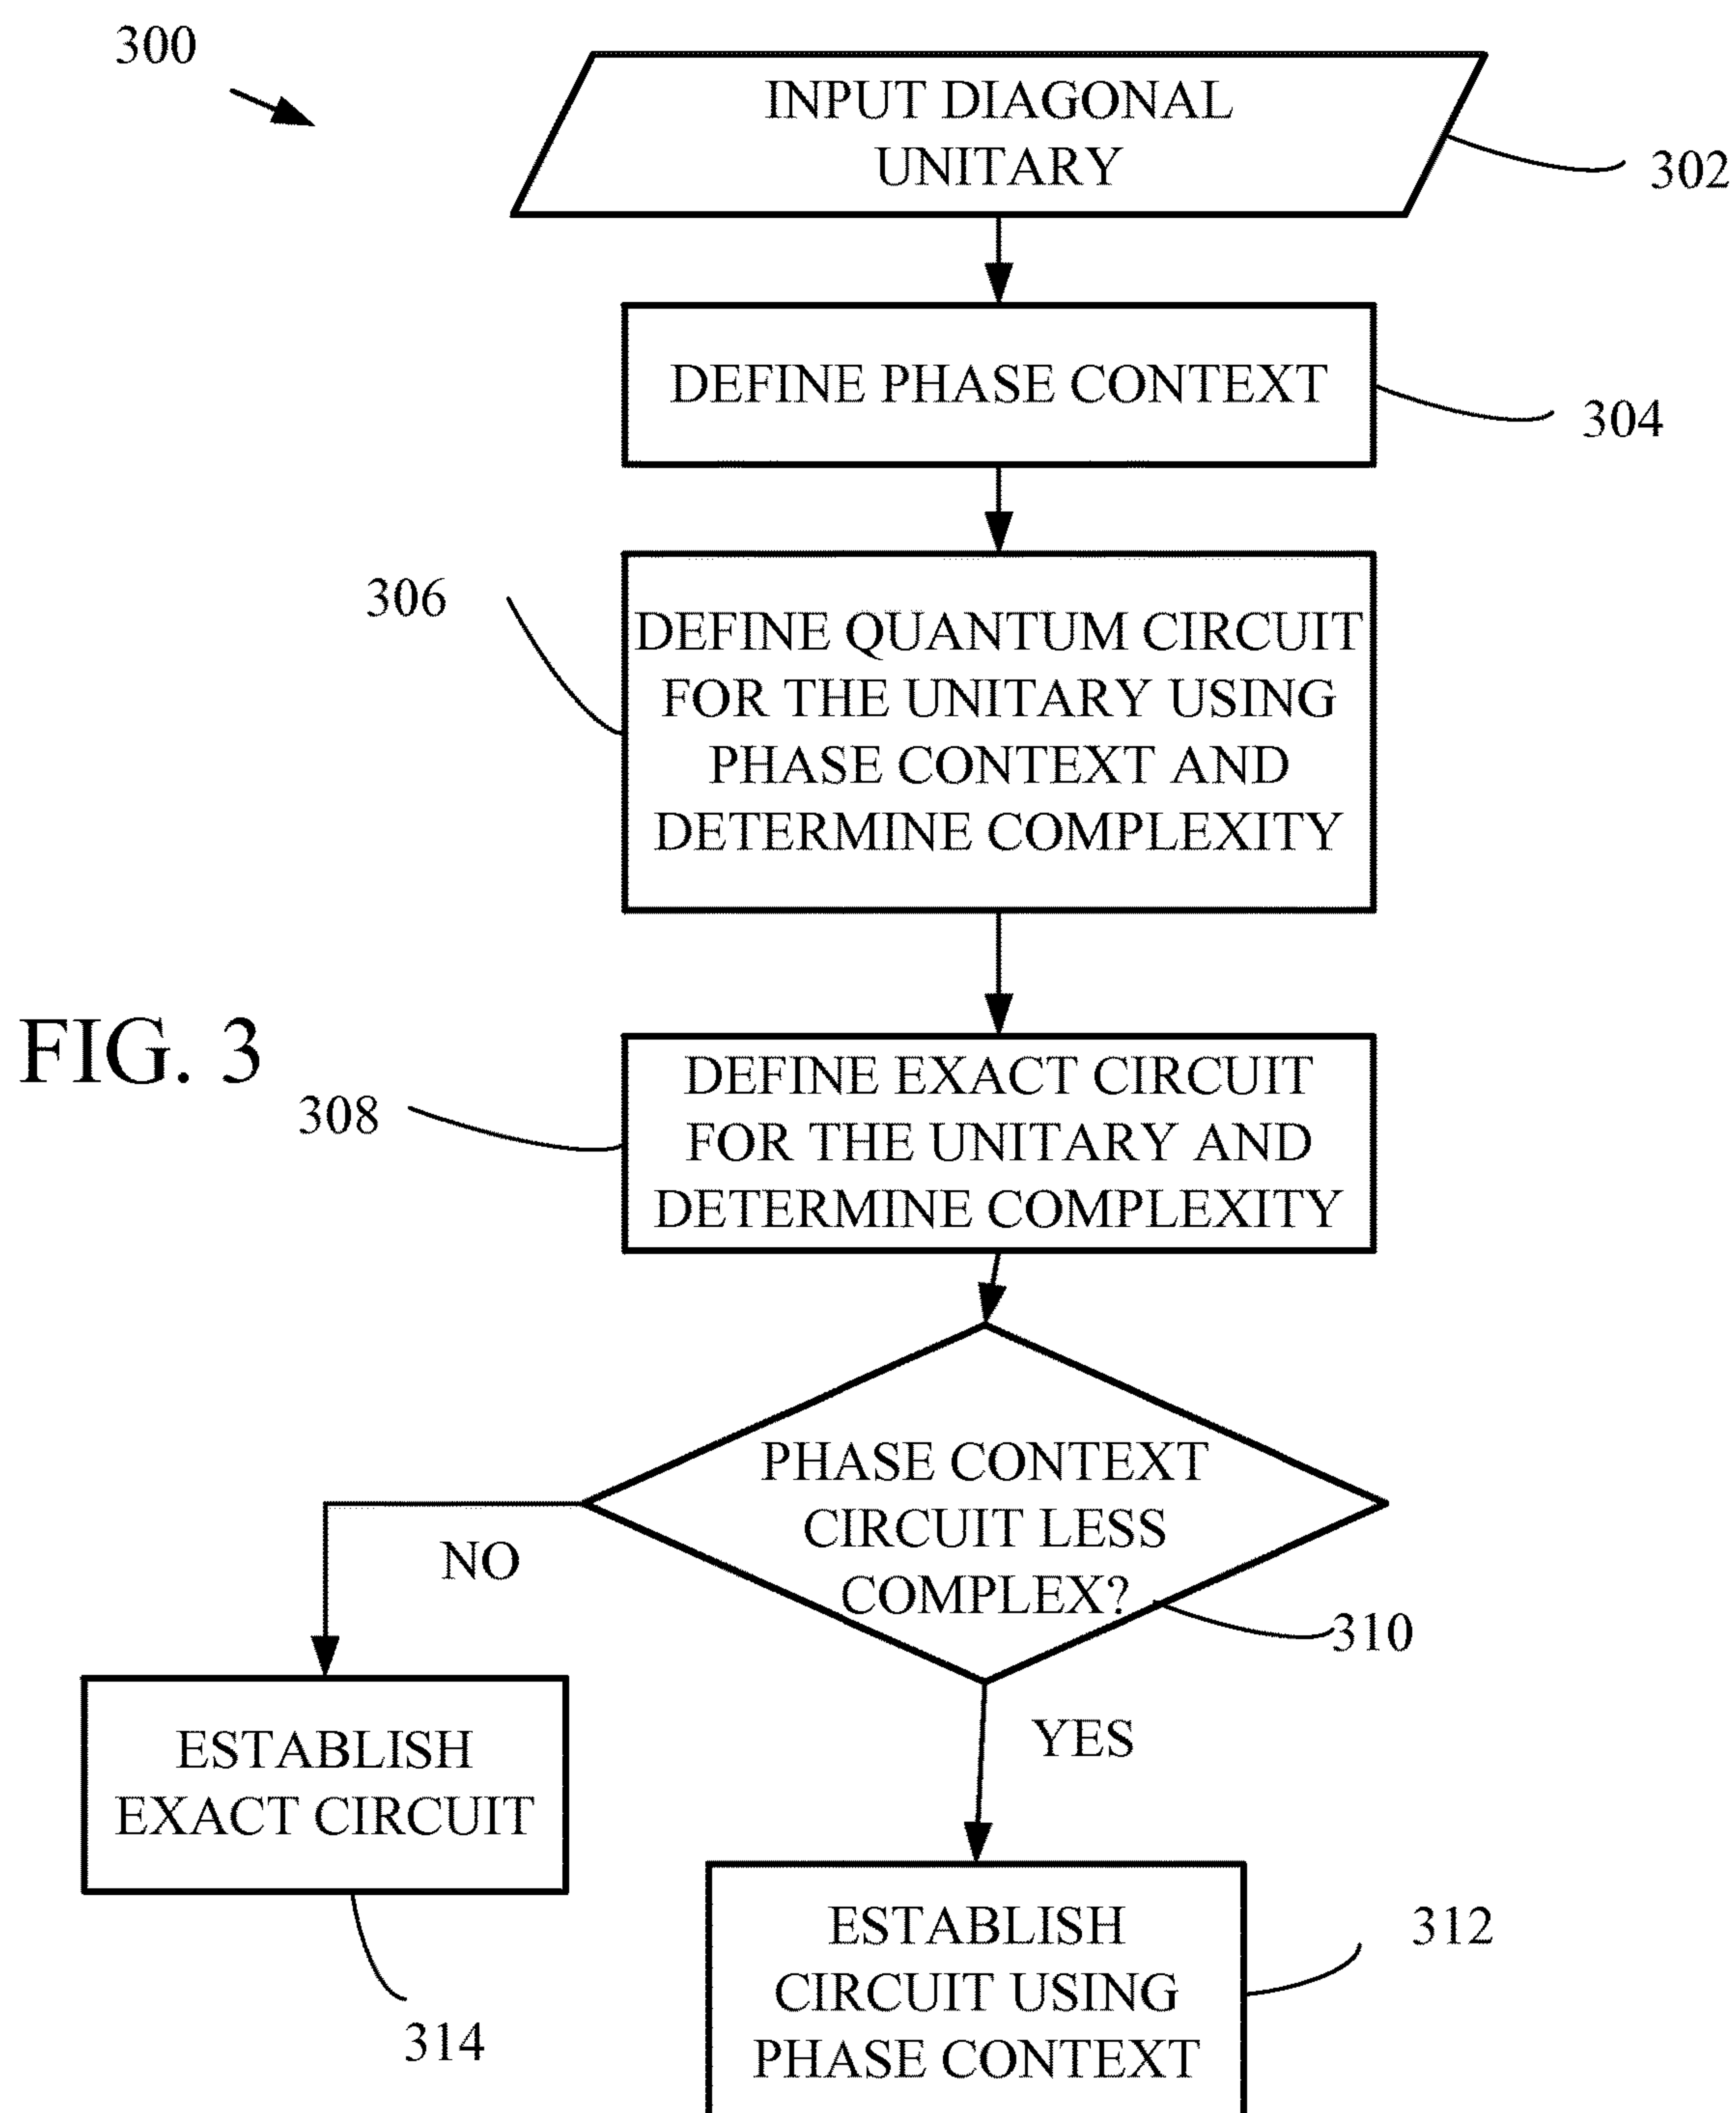 300
INPUT DIAGONAL
UNITARY
302
DEFINE PHASE CONTEXT
304
306
DEFINE QUANTUM CIRCUIT
FOR THE UNITARY USING
PHASE CONTEXT AND
DETERMINE COMPLEXITY
FIG. 3
308
DEFINE EXACT CIRCUIT
FOR THE UNITARY AND
DETERMINE COMPLEXITY
PHASE CONTEXT
CIRCUIT LESS
COMPLEX?
310
NO
YES
ESTABLISH
EXACT CIRCUIT
314
ESTABLISH
CIRCUIT USING
PHASE CONTEXT
312